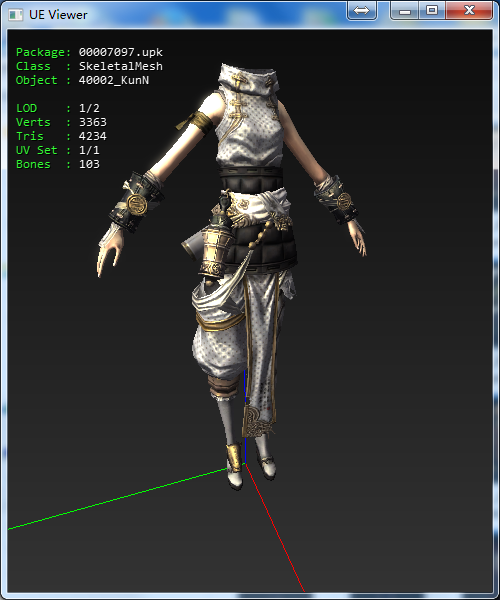 UE Viewer
Package: 00007097.upk
Class  : SkeletalMesh
Object : 40002_KunN
LOD    : 1/2
Verts  : 3363
Tris   : 4234
UV Set : 1/1
Bones  : 103